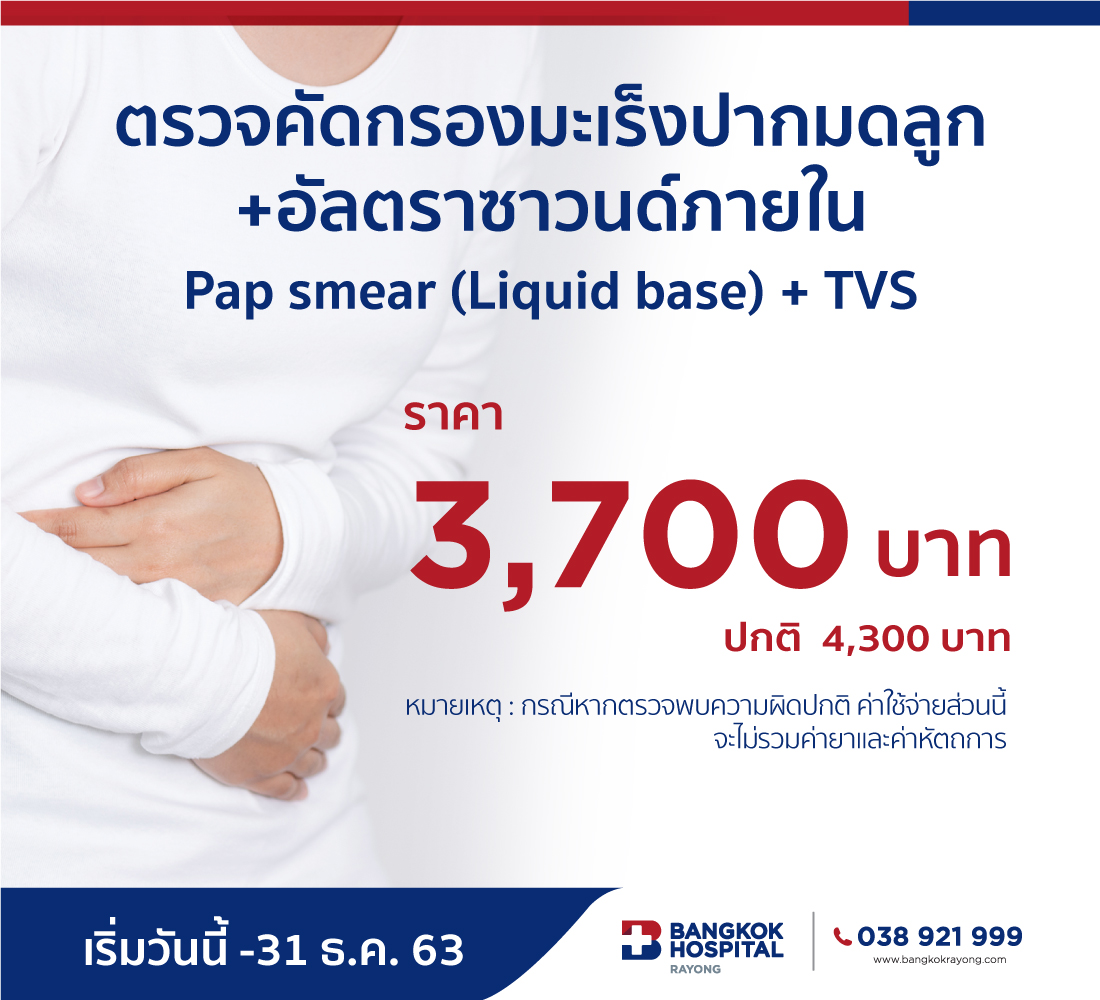 ตรวจคัดกรองมะเร็งปากมดลูก
+อัลตราซาวนด์ภายใน
Pap smear (Liquid base) + TVS
ราคา
3,700 บาท
ปกติ 4,300 บาท
หมายเหตุ : กรณีหากตรวจพบความผิดปกติ ค่าใช้จ่ายส่วนนี้
จะไม่รวมค่ายาและค่าหัตถการ
เริ่มวันนี้ -31 ธ.ค. 63
BANGKOK
HOSPITAL
RAYONG
038 921 999
www.bangkokrayong.com